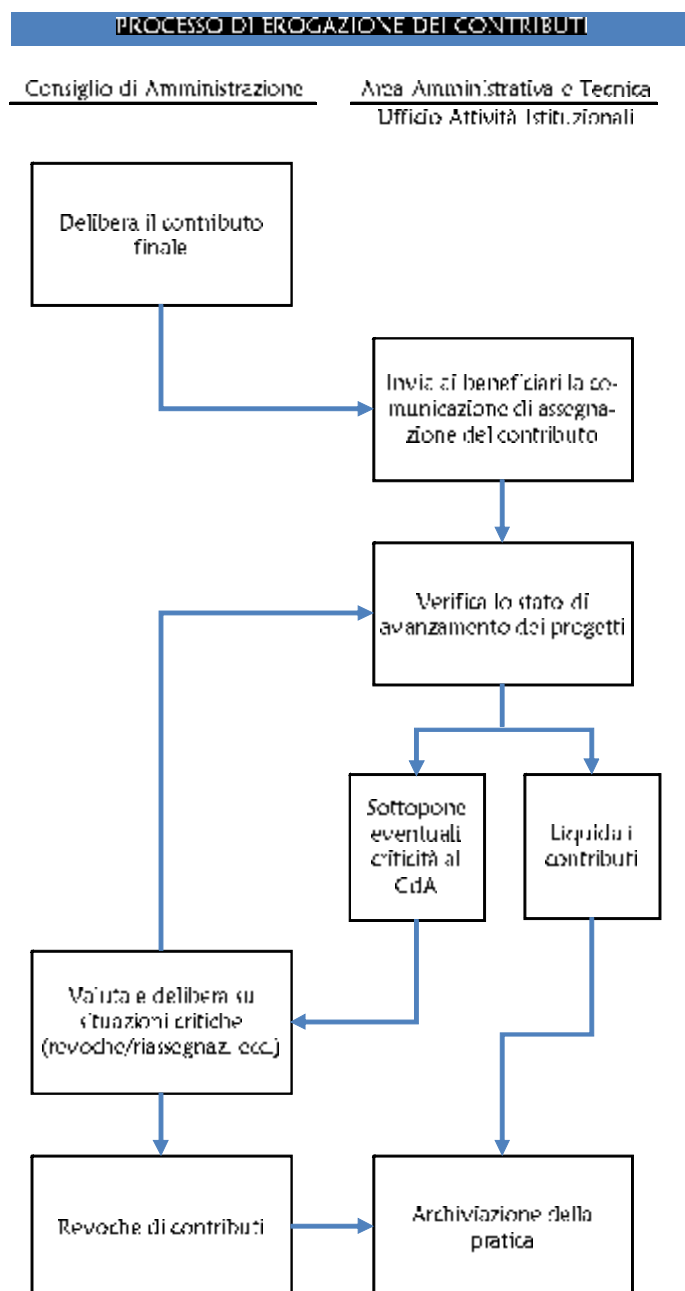 PROCESSO DI EROGAZIONE DEI CONTRIBUTI
Consiglio di Amministrazione
Area Amministrativa e Tecnica
Ufficio Attività Istituzionali
Delibera il contributo
finale
Invia ai beneficiari la co-
municazione di assegna-
zione del contributo
Verifica lo stato di
avanzamento dei progetti
Sottopone
eventuali
criticità al
CdA
Liquida i
contributi
Valuta e delibera su
situazioni critiche
(revoche/riassegnaz. ecc.)
Revoche di contributi
Archiviazione della
pratica